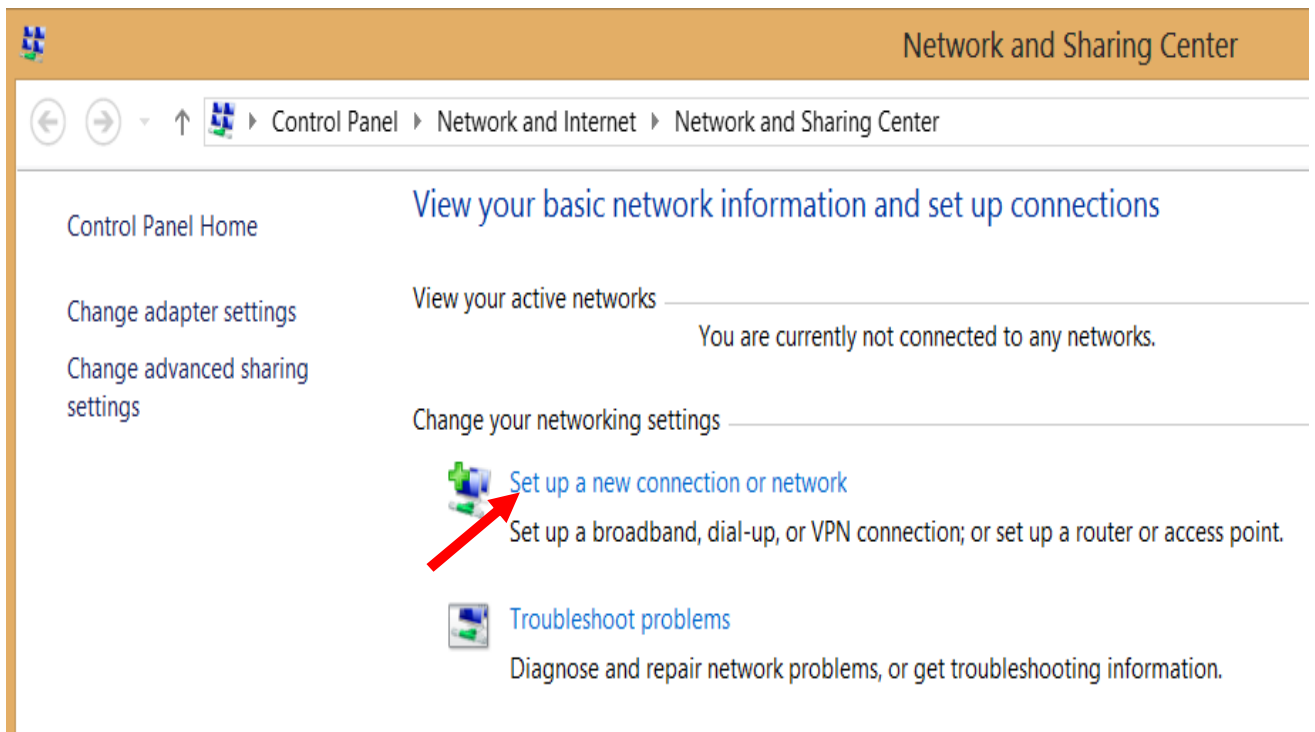 Network and Sharing Center
Control Panel Network and Internet Network and Sharing Center
Control Panel Home
Change adapter settings
Change advanced sharing
settings
View your basic network information and set up connections
View your active networks
You are currently not connected to any networks.
Change your networking settings
Set up a new connection or network
Set up a broadband, dial-up, or VPN connection; or set up a router or access point.
Troubleshoot problems
Diagnose and repair network problems, or get troubleshooting information.